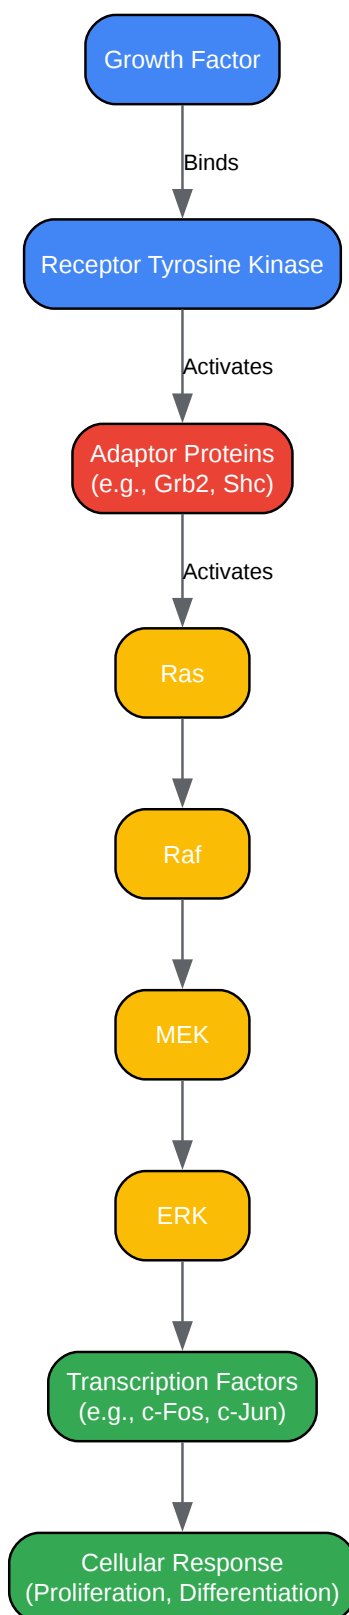 Growth Factor
Binds
Receptor Tyrosine Kinase
Activates
Adaptor Proteins
(e.g., Grb2, Shc)
Activates
Ras
Raf
MEK
ERK
Transcription Factors
(e.g., c-Fos, c-Jun)
Cellular Response
(Proliferation, Differentiation)